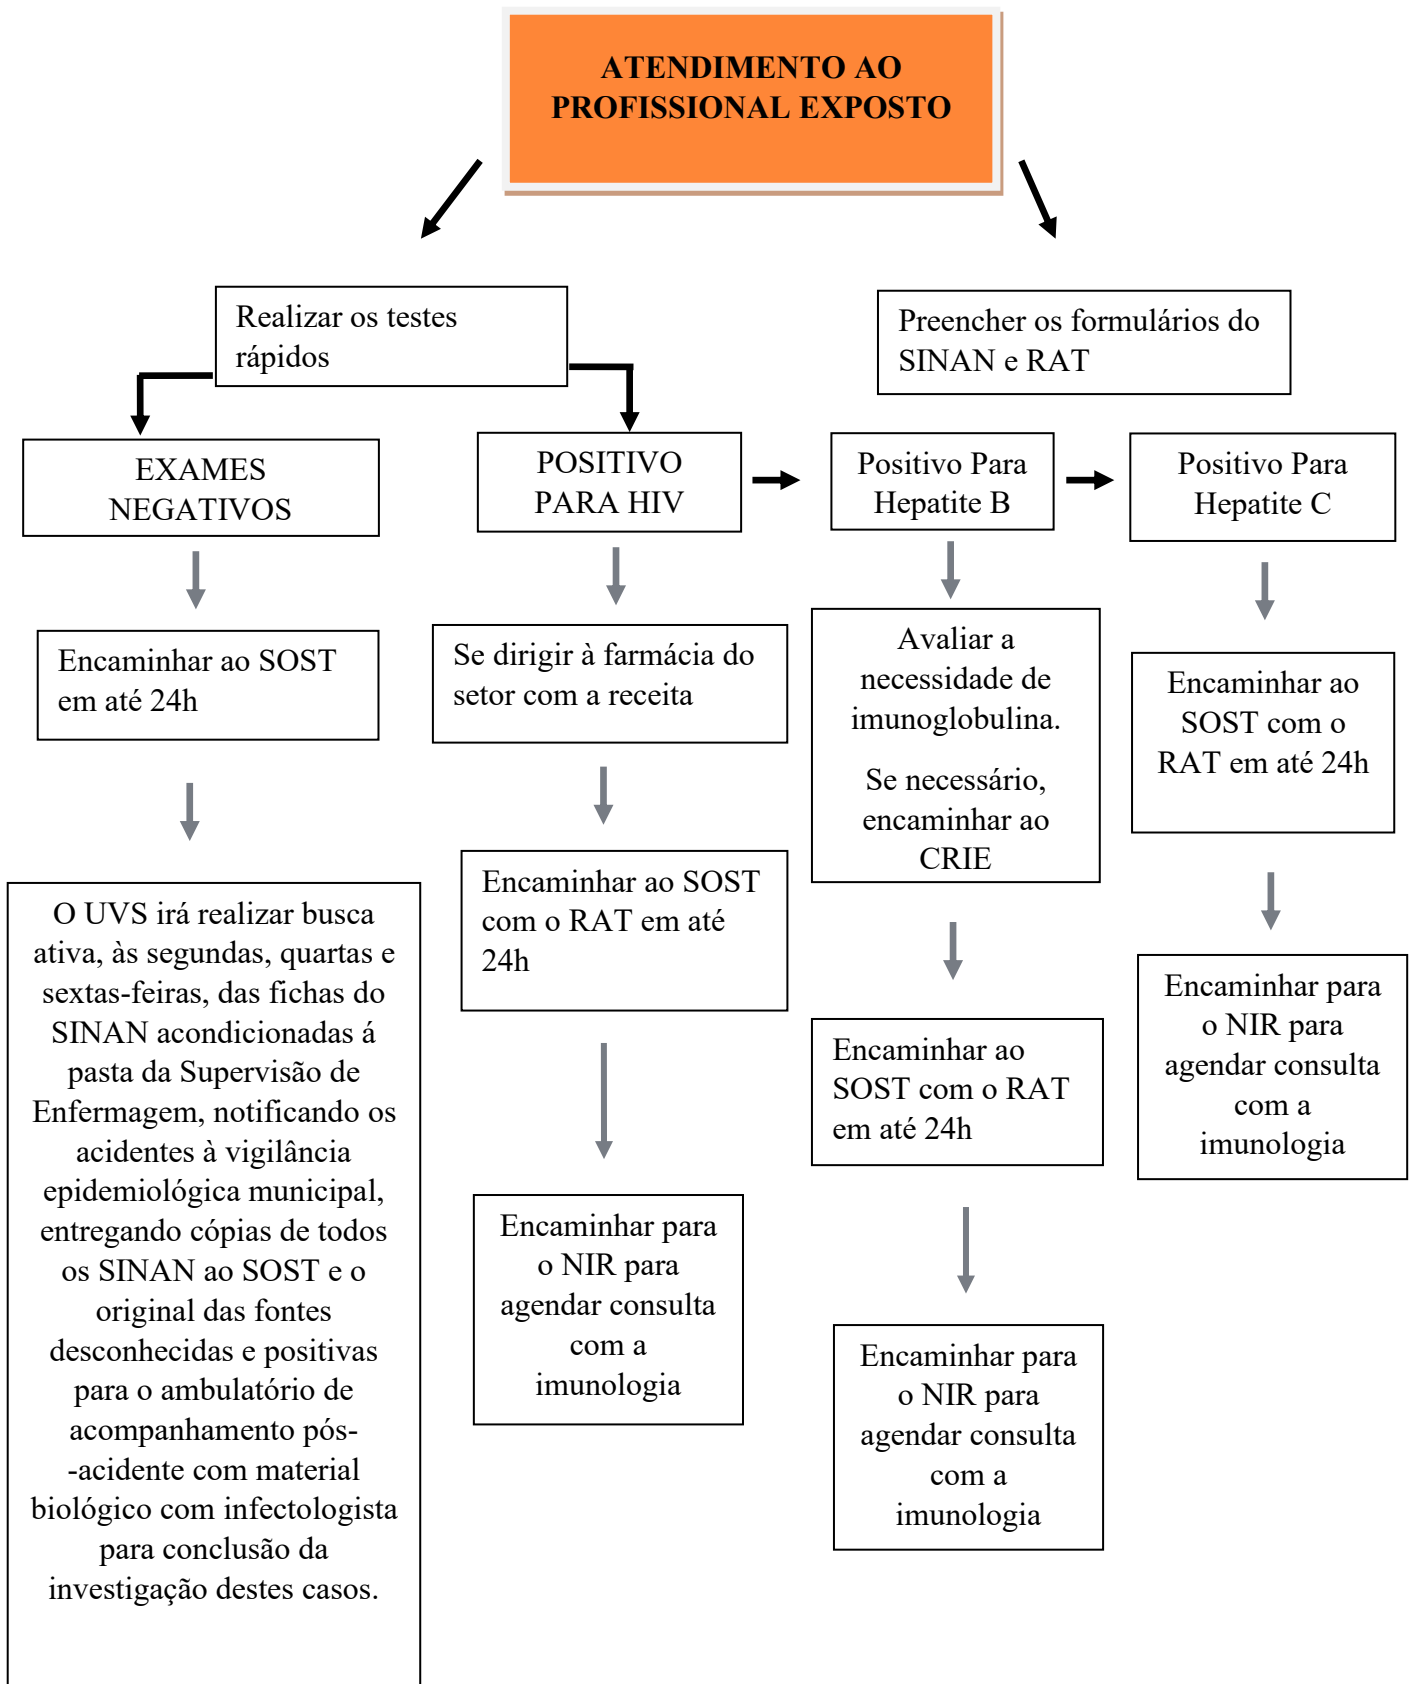 ATENDIMENTO AO
PROFISSIONAL EXPOSTO
Realizar os testes
rápidos
Preencher os formulários do
SINAN e RAT
EXAMES
NEGATIVOS
POSITIVO
PARA HIV
Positivo Para
Hepatite B
Positivo Para
Hepatite C
Encaminhar ao SOST
em até 24h
Se dirigir à farmácia do
setor com a receita
Avaliar a
necessidade de
imunoglobulina.
Se necessário,
encaminhar ao
CRIE
Encaminhar ao
SOST com o
RAT em até 24h
O UVS irá realizar busca
ativa, às segundas, quartas e
sextas-feiras, das fichas do
SINAN acondicionadas á
pasta da Supervisão de
Enfermagem, notificando os
acidentes à vigilância
epidemiológica municipal,
entregando cópias de todos
os SINAN ao SOST e o
original das fontes
desconhecidas e positivas
para o ambulatório de
acompanhamento pós-
-acidente com material
biológico com infectologista
para conclusão da
investigação destes casos.
Encaminhar ao SOST
com o RAT em até
24h
Encaminhar ao
SOST com o RAT
em até 24h
Encaminhar para
o NIR para
agendar consulta
com a
imunologia
Encaminhar para
o NIR para
agendar consulta
com a
imunologia
Encaminhar para
o NIR para
agendar consulta
com a
imunologia